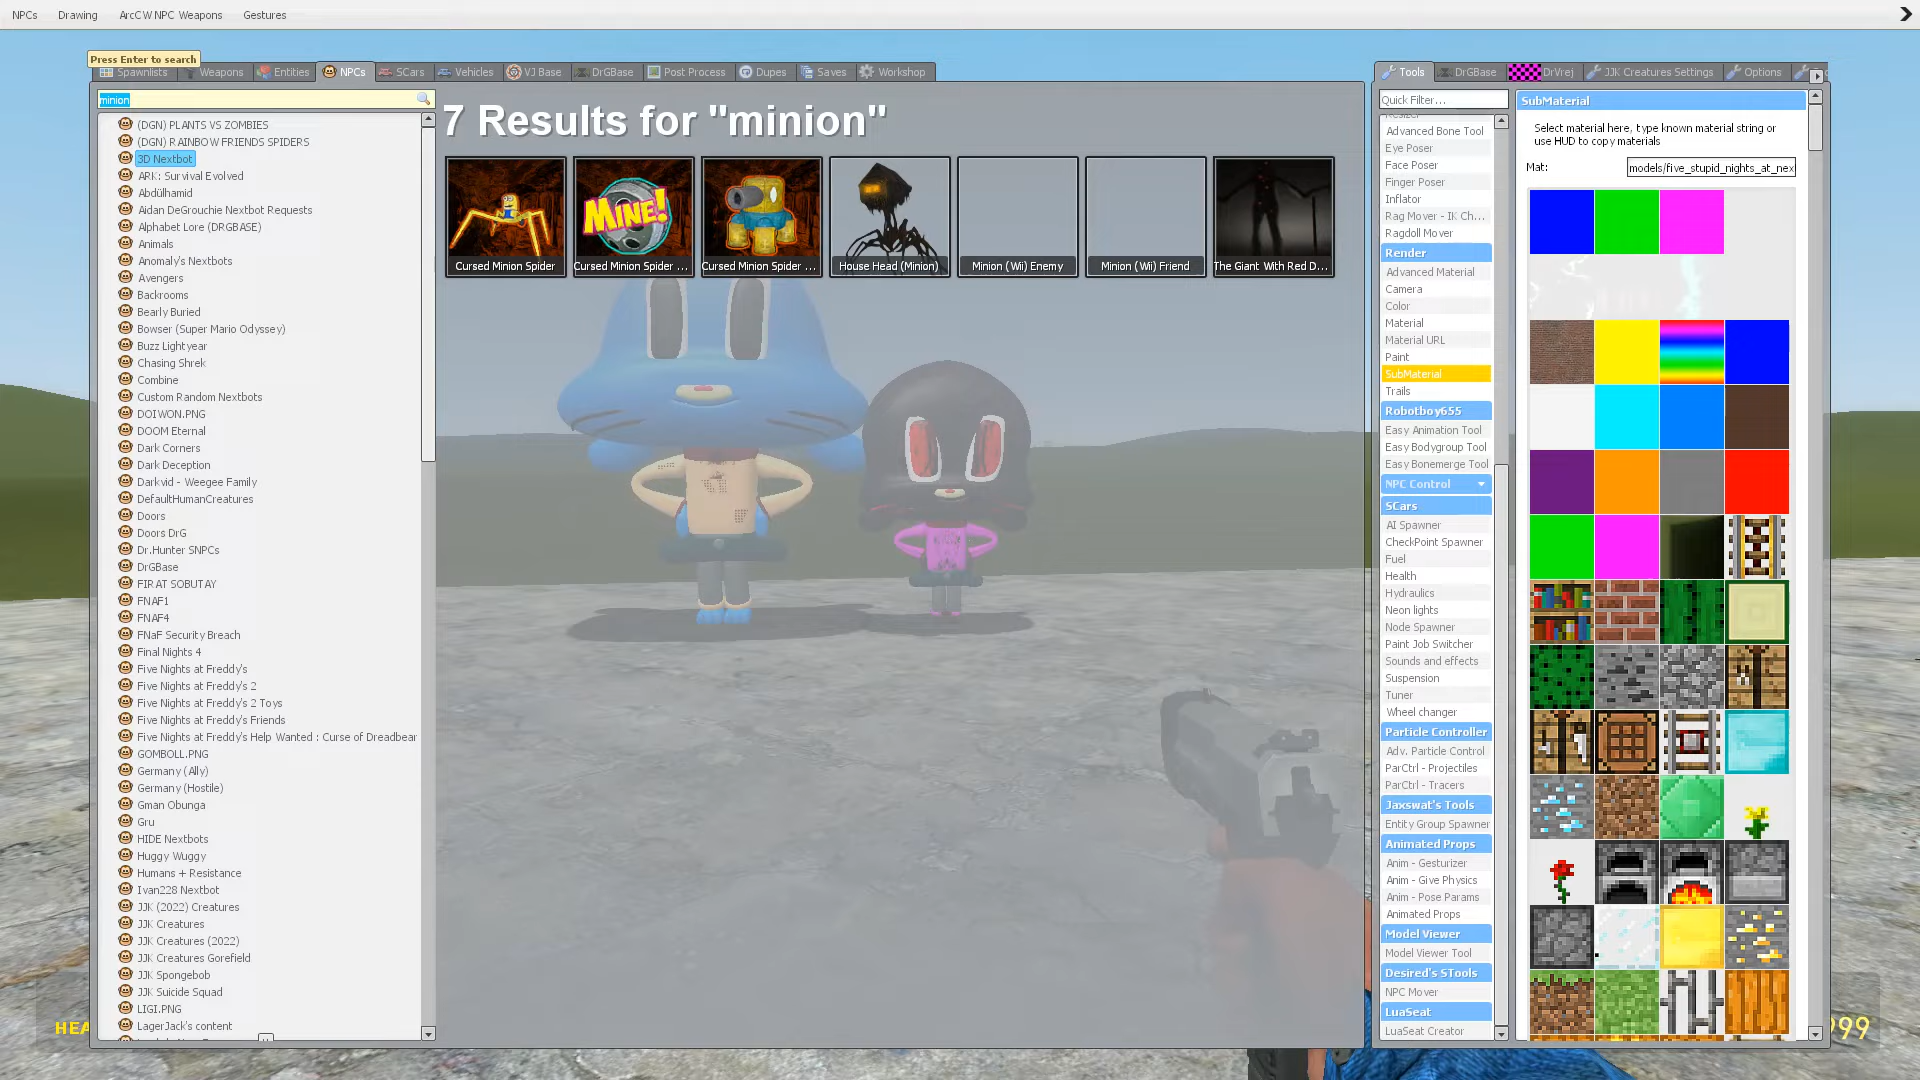 NPCs Drawing ArcCW NPC Weapons Gestures
Press Enter to search
Spawnlists Weapons Entities NPCs SCars Vehicles VJ Base DrGBase Post Process Dupes Saves Workshop
minion
(DGN) PLANTS VS ZOMBIES
(DGN) RAINBOW FRIENDS SPIDERS
3D Nextbot
ARK: Survival Evolved
Abdülhamid
Aidan DeGrouchie Nextbot Requests
Alphabet Lore (DRGBASE)
Animals
Anomaly's Nextbots
Avengers
Backrooms
Bearly Buried
Bowser (Super Mario Odyssey)
Buzz Lightyear
Chasing Shrek
Combine
Custom Random Nextbots
DOIWON.PNG
DOOM Eternal
Dark Corners
Dark Deception
Darkvid - Weegee Family
DefaultHumanCreatures
Doors
Doors DrG
Dr.Hunter SNPCs
DrGBase
FIRAT SOBUTAY
FNAF1
FNAF4
FNaF Security Breach
Final Nights 4
Five Nights at Freddy's
Five Nights at Freddy's 2
Five Nights at Freddy's 2 Toys
Five Nights at Freddy's Friends
Five Nights at Freddy's Help Wanted : Curse of Dreadbear
GOMBOLL.PNG
Germany (Ally)
Germany (Hostile)
Gman Obunga
Gru
HIDE Nextbots
Huggy Wuggy
Humans + Resistance
Ivan228 Nextbot
JJK (2022) Creatures
JJK Creatures
JJK Creatures (2022)
JJK Creatures Gorefield
JJK Spongebob
JJK Suicide Squad
LIGI.PNG
LagerJack's content
7 Results for "minion"
MINE!
Cursed Minion Spider
Cursed Minion Spider ...
Cursed Minion Spider ...
House Head (Minion)
Minion (Wii) Enemy
Minion (Wii) Friend
The Giant With Red D...
Tools DrGBase DrVrej JJK Creatures Settings Options
Quick Filter...
Advanced Bone Tool
Eye Poser
Face Poser
Finger Poser
Inflator
Rag Mover - IK Ch...
Ragdoll Mover
Render
Advanced Material
Camera
Color
Material
Material URL
Paint
SubMaterial
Trails
Robotboy655
Easy Animation Tool
Easy Bodygroup Tool
Easy Bonemerge Tool
NPC Control
SCars
AI Spawner
CheckPoint Spawner
Fuel
Health
Hydraulics
Neon lights
Node Spawner
Paint Job Switcher
Sounds and effects
Suspension
Tuner
Wheel changer
Particle Controller
Adv. Particle Control
ParCtrl - Projectiles
ParCtrl - Tracers
Jaxswat's Tools
Entity Group Spawner
Animated Props
Anim - Gesturizer
Anim - Give Physics
Anim - Pose Params
Animated Props
Model Viewer
Model Viewer Tool
Desired's STools
NPC Mover
LuaSeat
LuaSeat Creator
SubMaterial
Select material here, type known material string or
use HUD to copy materials
Mat: models/five_stupid_nights_at_nex
HEA
999